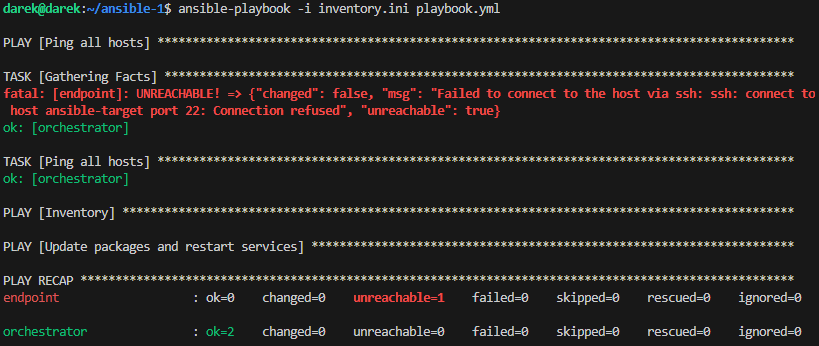 darek@darek:~/ansible-1$ ansible-playbook -i inventory.ini playbook.yml
PLAY [Ping all hosts] *******************************************************************************************
TASK [Gathering Facts] ******************************************************************************************
fatal: [endpoint]: UNREACHABLE! => {"changed": false, "msg": "Failed to connect to the host via ssh: ssh: connect to
 host ansible-target port 22: Connection refused", "unreachable": true}
ok: [orchestrator]
TASK [Ping all hosts] *******************************************************************************************
ok: [orchestrator]
PLAY [Inventory] ************************************************************************************************
PLAY [Update packages and restart services] *********************************************************************
PLAY RECAP ******************************************************************************************************
endpoint                   : ok=0    changed=0    unreachable=1    failed=0    skipped=0    rescued=0    ignored=0
orchestrator               : ok=2    changed=0    unreachable=0    failed=0    skipped=0    rescued=0    ignored=0